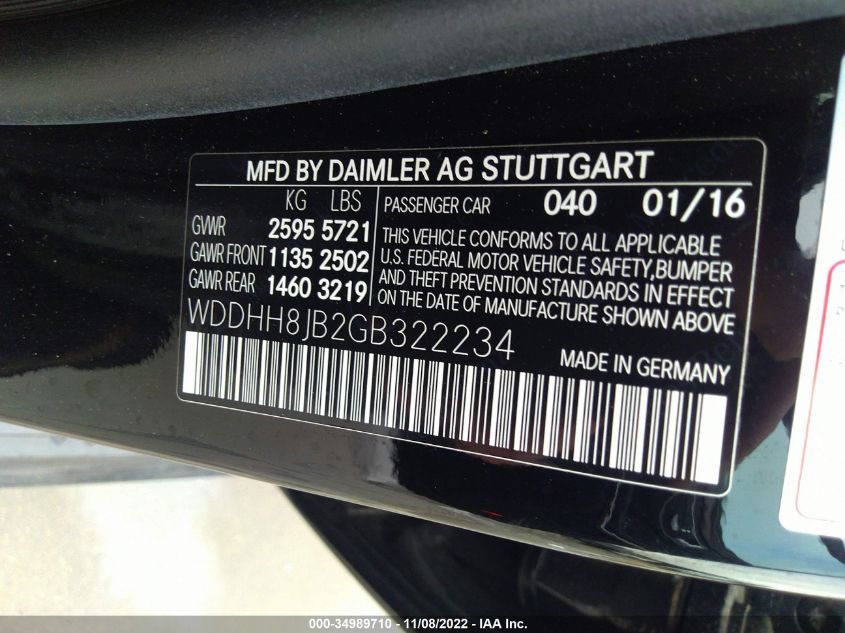 MFD BY DAIMLER AG STUTTGART
KG LBS
GVWR 2595 5721
GAWR FRONT 1135 2502
GAWR REAR 1460 3219
PASSENGER CAR 040 01/16
THIS VEHICLE CONFORMS TO ALL APPLICABLE
U.S. FEDERAL MOTOR VEHICLE SAFETY,BUMPER
AND THEFT PREVENTION STANDARDS IN EFFECT
ON THE DATE OF MANUFACTURE SHOWN ABOVE.
WDDHH8JB2GB322234
MADE IN GERMANY
000-34989710 - 11/08/2022 - IAA Inc.